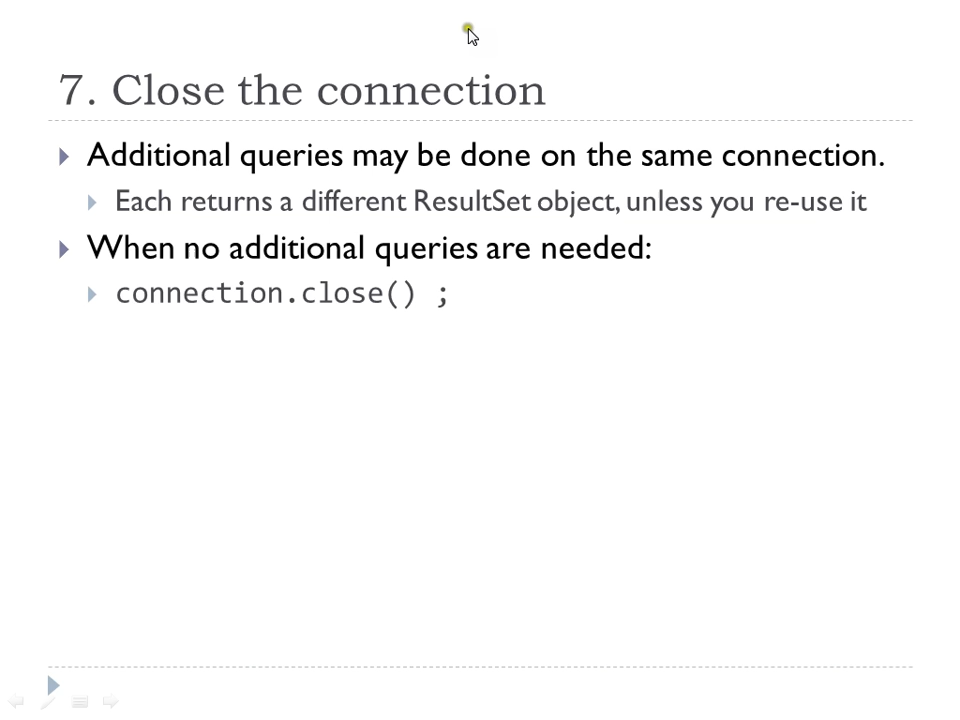 7. Close the connection
Additional queries may be done on the same connection.
Each returns a different ResultSet object, unless you re-use it
When no additional queries are needed:
connection.close() ;